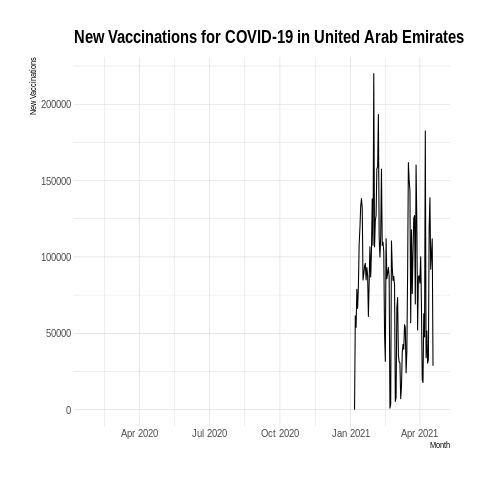 New Vaccinations for COVID-19 in United Arab Emirates
New Vaccinations
200000
150000
100000
50000
0
Apr 2020 Jul 2020 Oct 2020 Jan 2021 Apr 2021
Month